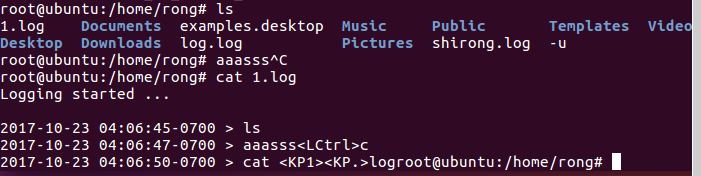 root@ubuntu:/home/rong# ls
1.log Documents examples.desktop Music Public Templates Video
Desktop Downloads log.log Pictures shirong.log -u
root@ubuntu:/home/rong# aaasss^C
root@ubuntu:/home/rong# cat 1.log
Logging started ...
2017-10-23 04:06:45-0700 > ls
2017-10-23 04:06:47-0700 > aaasss<LCtrl>c
2017-10-23 04:06:50-0700 > cat <KP1><KP.>logroot@ubuntu:/home/rong#